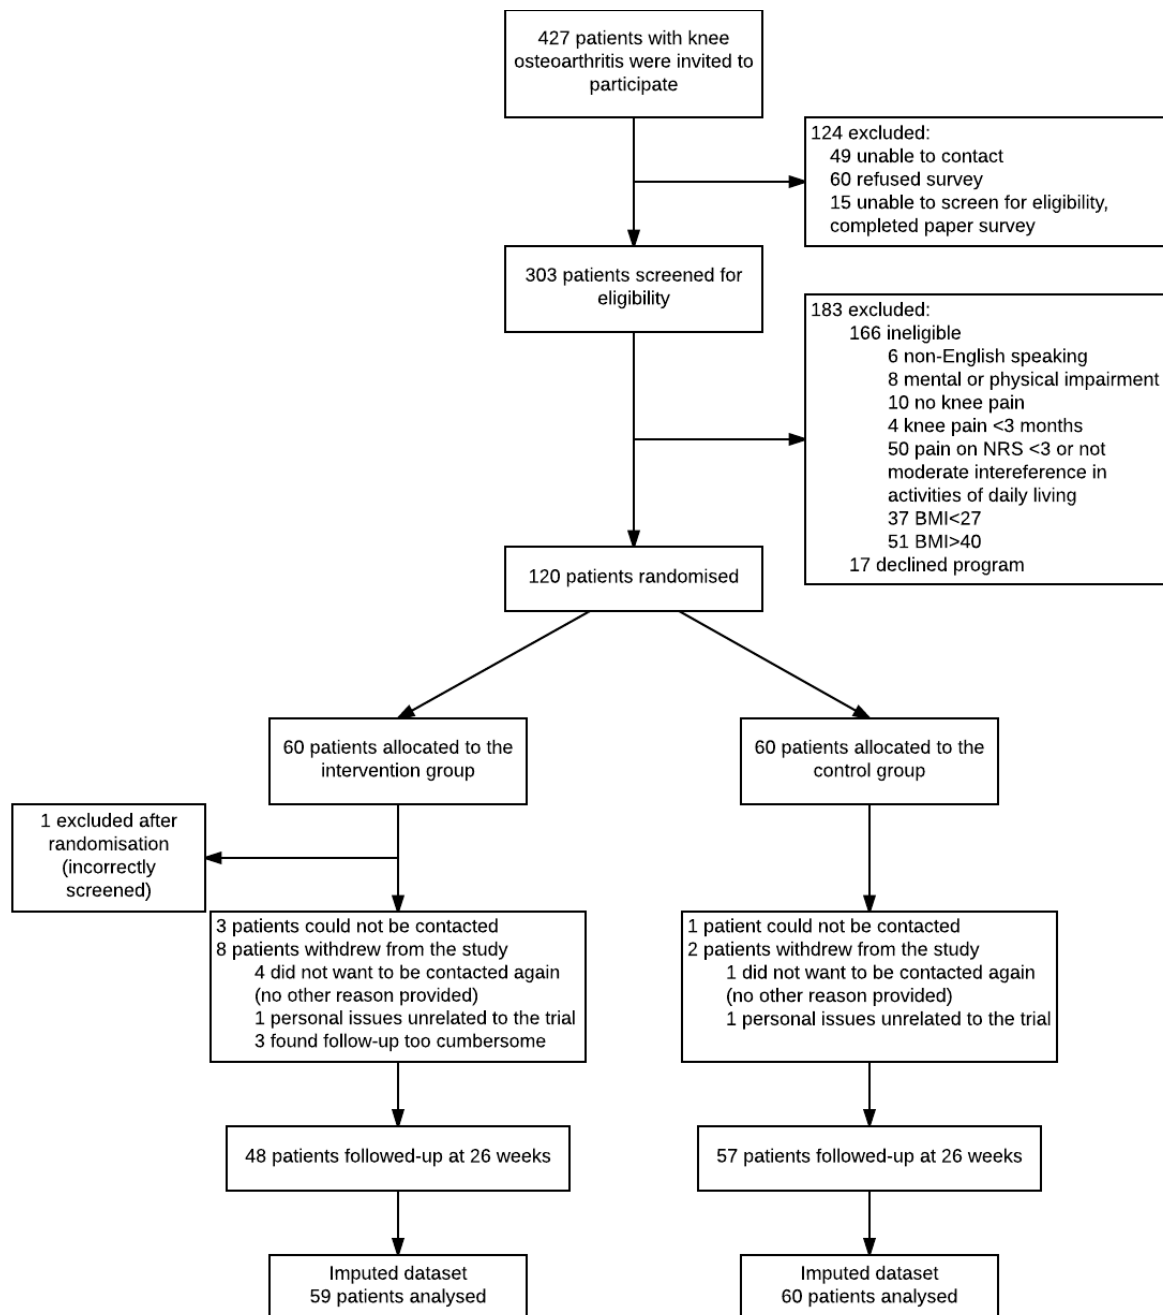 427 patients with knee
osteoarthritis were invited to
participate
124 excluded:
49 unable to contact
60 refused survey
15 unable to screen for eligibility,
completed paper survey
303 patients screened for
eligibility
183 excluded:
166 ineligible
6 non-English speaking
8 mental or physical impairment
10 no knee pain
4 knee pain <3 months
50 pain on NRS <3 or not
moderate intereference in
activities of daily living
37 BMI<27
51 BMI>40
17 declined program
120 patients randomised
60 patients allocated to the
intervention group
60 patients allocated to the
control group
1 excluded after
randomisation
(incorrectly
screened)
3 patients could not be contacted
8 patients withdrew from the study
4 did not want to be contacted again
(no other reason provided)
1 personal issues unrelated to the trial
3 found follow-up too cumbersome
1 patient could not be contacted
2 patients withdrew from the study
1 did not want to be contacted again
(no other reason provided)
1 personal issues unrelated to the trial
48 patients followed-up at 26 weeks
57 patients followed-up at 26 weeks
Imputed dataset
59 patients analysed
Imputed dataset
60 patients analysed